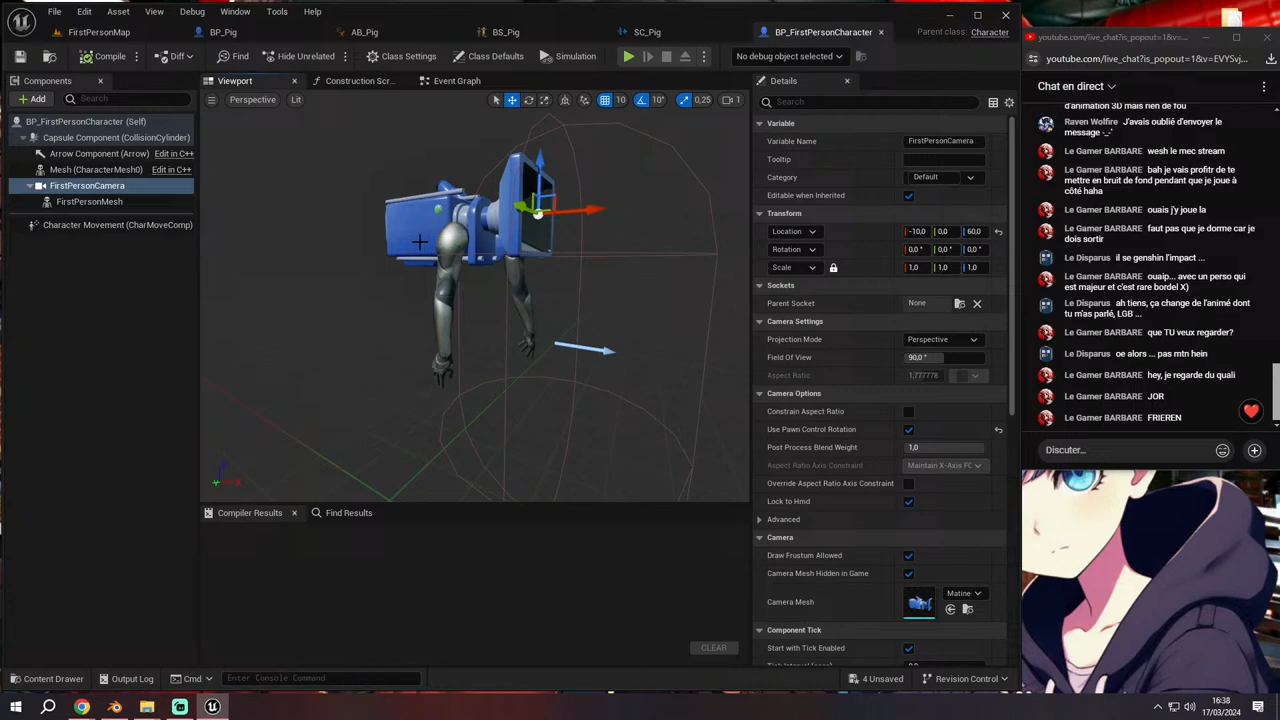 File Edit Asset View Debug Window Tools Help
FirstPersonMap BP_Pig AB_Pig BS_Pig SC_Pig BP_FirstPersonCharacter Parent class: Character
Compile Diff Find Hide Unrelated Class Settings Class Defaults Simulation No debug object selected
Components
Add Search
BP_FirstPersonCharacter (Self)
Capsule Component (CollisionCylinder)
Arrow Component (Arrow) Edit in C++
Mesh (CharacterMesh0) Edit in C++
FirstPersonCamera
FirstPersonMesh
Character Movement (CharMoveComp)
Viewport Construction Scr... Event Graph
Perspective Lit 10 10° 0,25 1
Compiler Results Find Results
CLEAR
Details
Search
Variable
Variable Name FirstPersonCamera
Tooltip
Category Default
Editable when Inherited
Transform
Location -10,0 0,0 60,0
Rotation 0,0 ° 0,0 ° 0,0 °
Scale 1,0 1,0 1,0
Sockets
Parent Socket None
Camera Settings
Projection Mode Perspective
Field Of View 90,0 °
Aspect Ratio 1,777778
Camera Options
Constrain Aspect Ratio
Use Pawn Control Rotation
Post Process Blend Weight 1,0
Aspect Ratio Axis Constraint Maintain X-Axis FC
Override Aspect Ratio Axis Constraint
Lock to Hmd
Advanced
Camera
Draw Frustum Allowed
Camera Mesh Hidden in Game
Camera Mesh Matine
Component Tick
Start with Tick Enabled
Content Drawer Output Log Cmd Enter Console Command 4 Unsaved Revision Control
youtube.com/live_chat?is_popout=1&v=...
youtube.com/live_chat?is_popout=1&v=EVYSvj...
Chat en direct
d'animation 3D mais rien de fou
Raven Wolfire J'avais oublié d'envoyer le
message -_-'
Le Gamer BARBARE wesh le mec stream
Le Gamer BARBARE bah je vais profit de te
mettre en bruit de fond pendant que je joue à
côté haha
Le Gamer BARBARE ouais j'y joue la
Le Gamer BARBARE faut pas que je dorme car je
dois sortir
Le Disparus il se genshin l'impact ...
Le Gamer BARBARE ouaip... avec un perso qui
est majeur et c'est rare bordel X)
Le Disparus ah tiens, ça change de l'animé dont
tu m'as parlé, LGB ...
Le Gamer BARBARE que TU veux regarder?
Le Disparus oe alors ... pas mtn hein
Le Gamer BARBARE hey, je regarde du quali
Le Gamer BARBARE JOR
Le Gamer BARBARE FRIEREN
Discuter...
16:38
17/03/2024